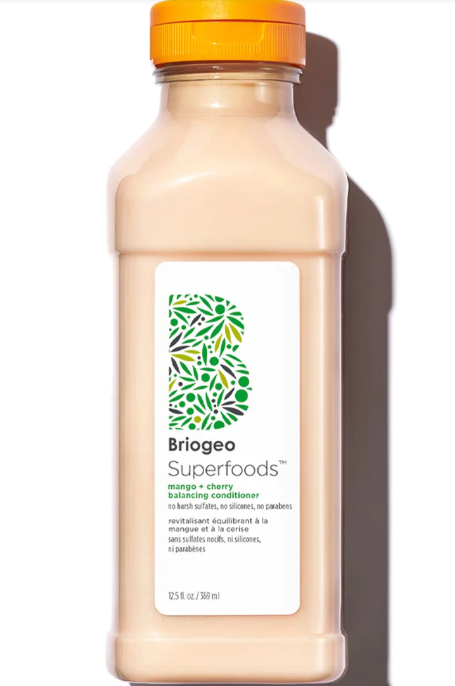 Briogeo
Superfoods™
mango + cherry
balancing conditioner
no harsh sulfates, no silicones, no parabens
revitalisant équilibrant à la
mangue et à la cerise
sans sulfates nocifs, ni silicones,
ni parabènes
12.5 fl. oz. / 369 ml